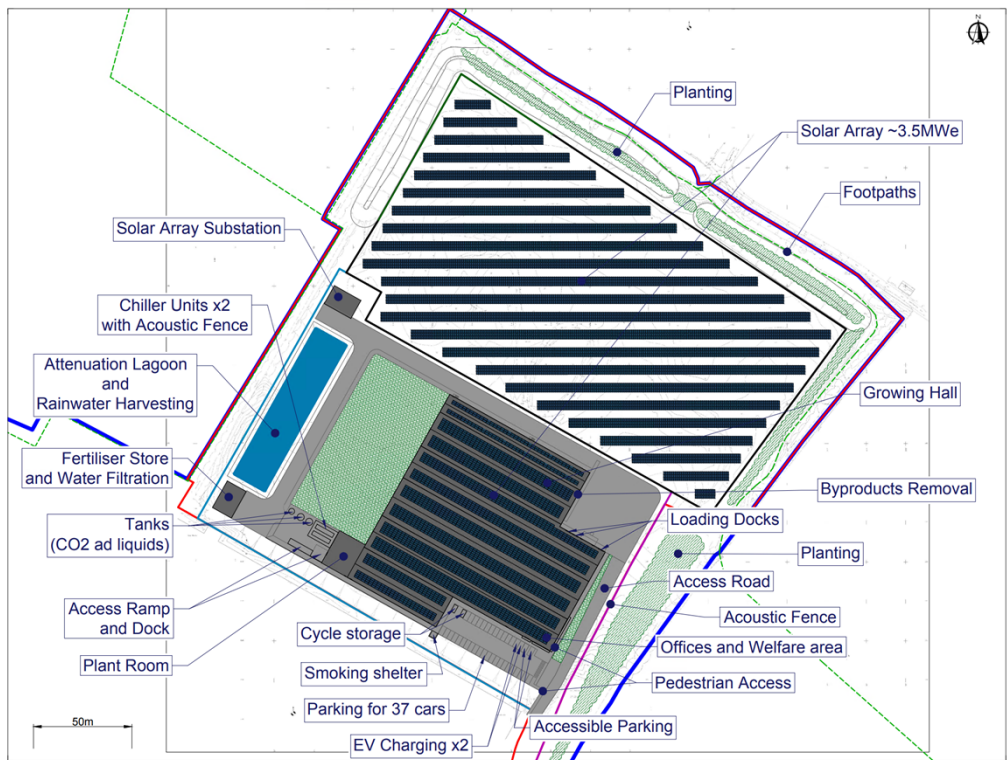 N
Planting
Solar Array ~3.5MWe
Footpaths
Solar Array Substation
Chiller Units x2
with Acoustic Fence
Attenuation Lagoon
and
Rainwater Harvesting
Growing Hall
Fertiliser Store
and Water Filtration
Byproducts Removal
Tanks
(CO2 ad liquids)
Loading Docks
Planting
Access Road
Access Ramp
and Dock
Acoustic Fence
Cycle storage
Offices and Welfare area
Plant Room
Smoking shelter
Pedestrian Access
Parking for 37 cars
Accessible Parking
50m
EV Charging x2